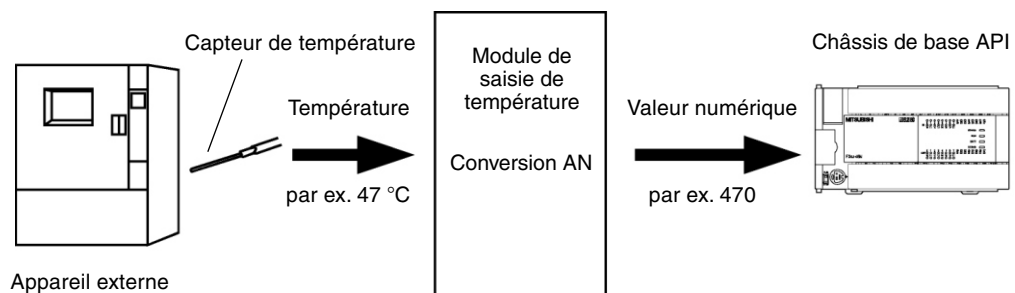 Capteur de température
Température
par ex. 47 °C
Appareil externe
Module de
saisie de
température
Conversion AN
Valeur numérique
par ex. 470
Châssis de base API
MITSUBISHI